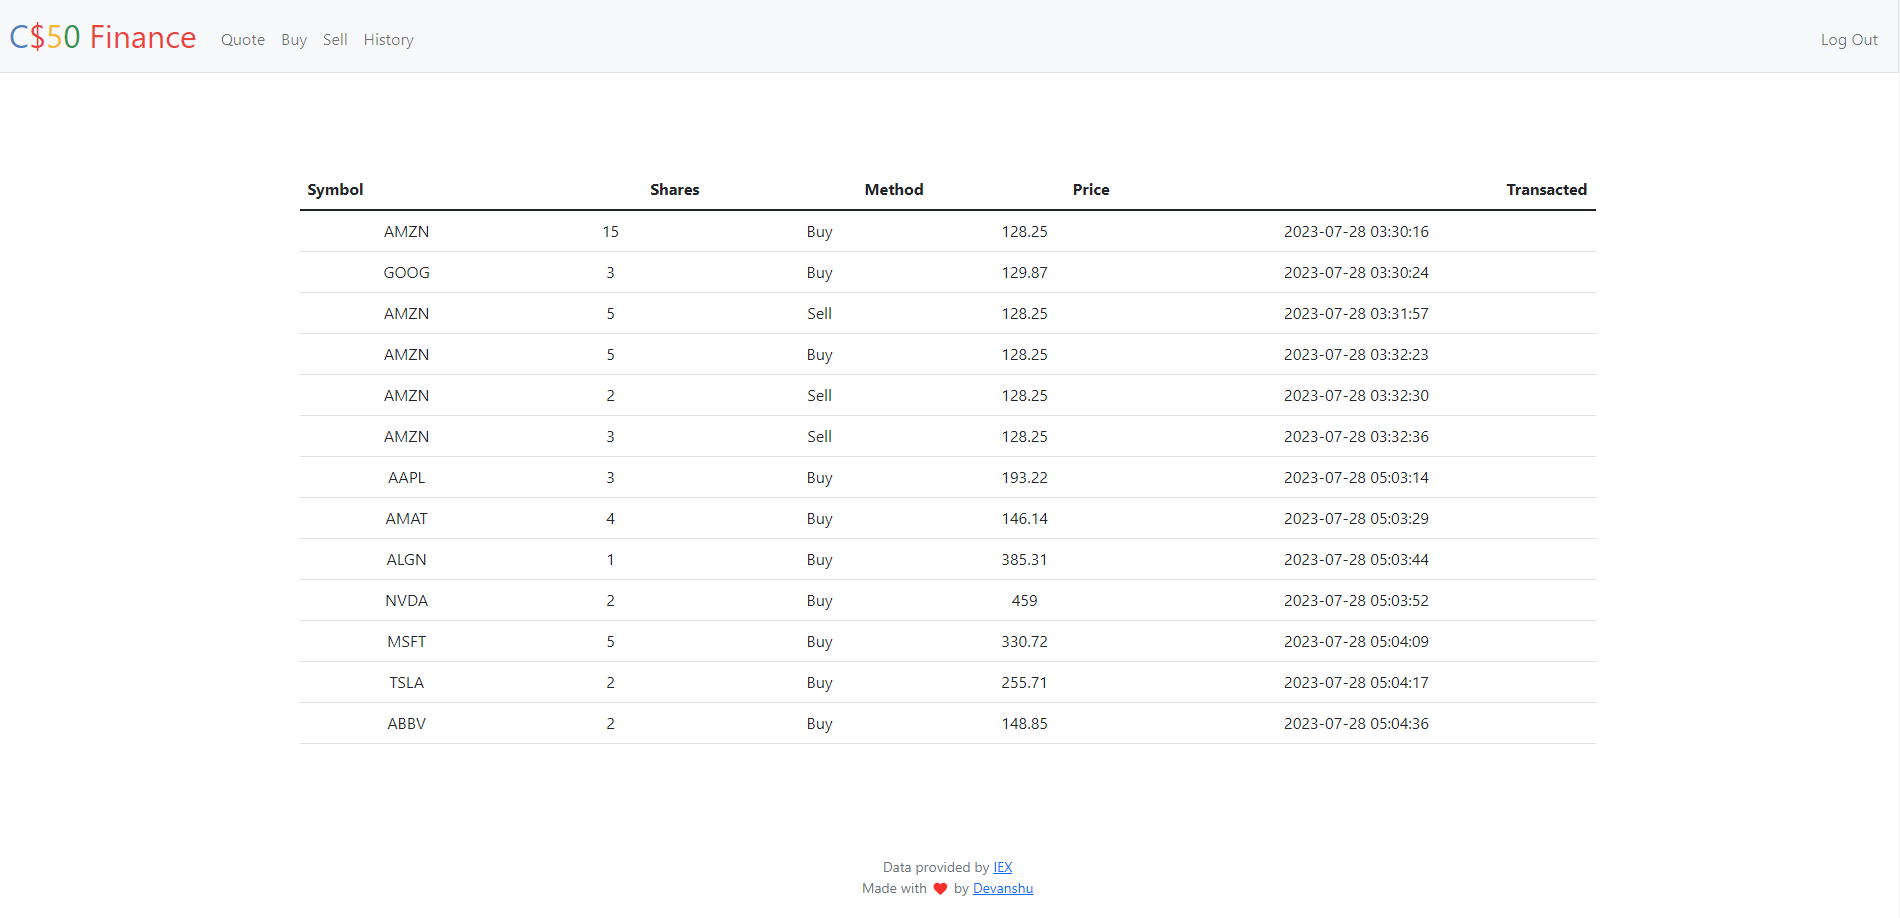 C$50 Finance Quote Buy Sell History Log Out
Symbol Shares Method Price Transacted
AMZN 15 Buy 128.25 2023-07-28 03:30:16
GOOG 3 Buy 129.87 2023-07-28 03:30:24
AMZN 5 Sell 128.25 2023-07-28 03:31:57
AMZN 5 Buy 128.25 2023-07-28 03:32:23
AMZN 2 Sell 128.25 2023-07-28 03:32:30
AMZN 3 Sell 128.25 2023-07-28 03:32:36
AAPL 3 Buy 193.22 2023-07-28 05:03:14
AMAT 4 Buy 146.14 2023-07-28 05:03:29
ALGN 1 Buy 385.31 2023-07-28 05:03:44
NVDA 2 Buy 459 2023-07-28 05:03:52
MSFT 5 Buy 330.72 2023-07-28 05:04:09
TSLA 2 Buy 255.71 2023-07-28 05:04:17
ABBV 2 Buy 148.85 2023-07-28 05:04:36
Data provided by IEX
Made with ❤️ by Devanshu